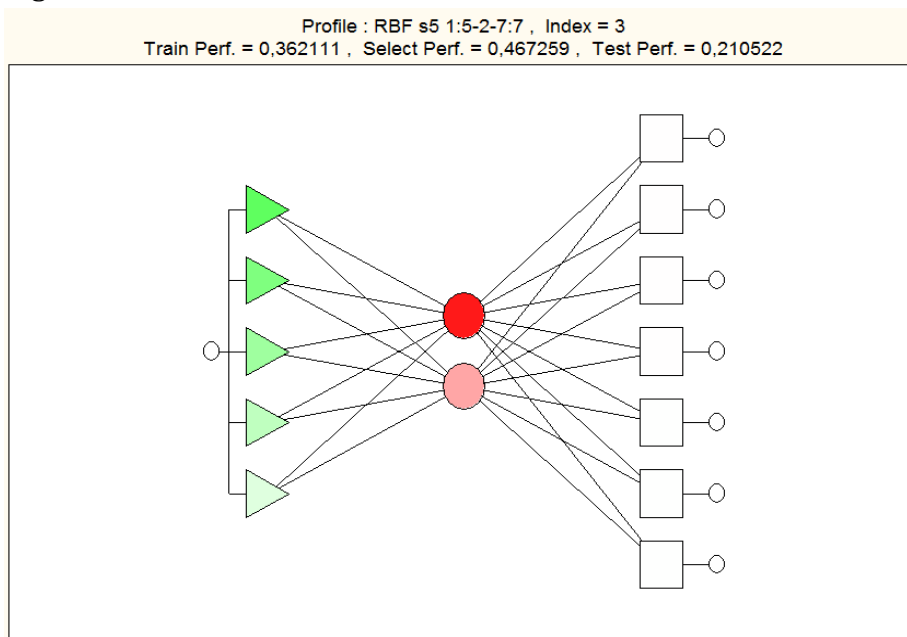 Profile : RBF s5 1:5-2-7:7 , Index = 3
Train Perf. = 0,362111 , Select Perf. = 0,467259 , Test Perf. = 0,210522